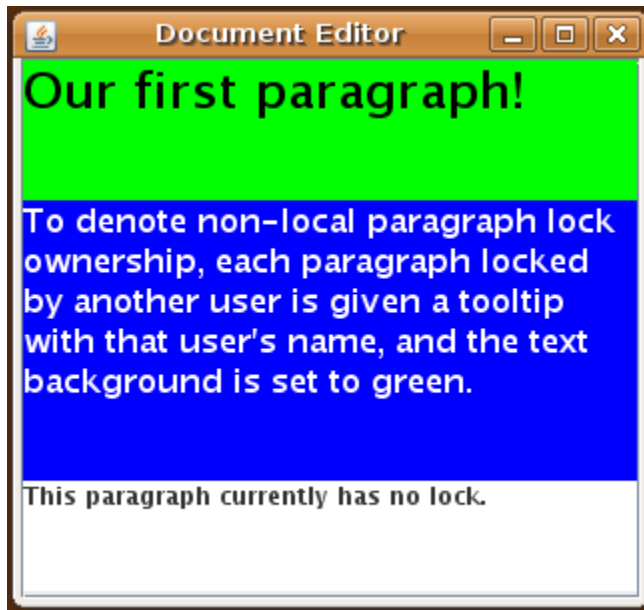 Document Editor
Our first paragraph!
To denote non-local paragraph lock
ownership, each paragraph locked
by another user is given a tooltip
with that user's name, and the text
background is set to green.
This paragraph currently has no lock.